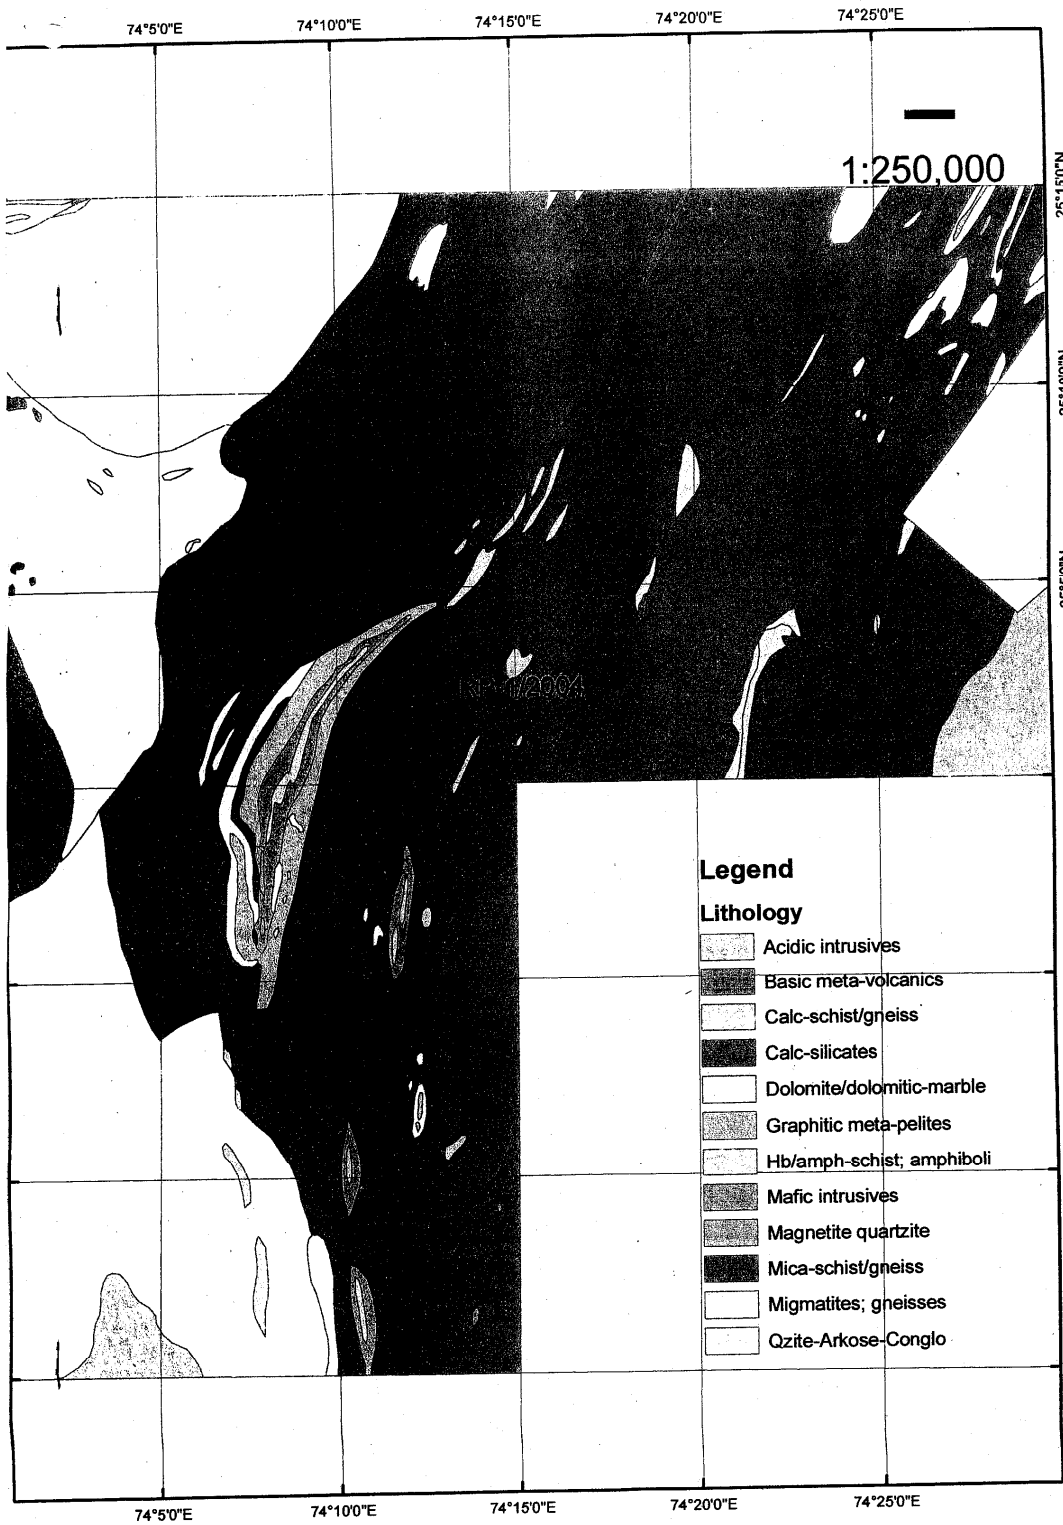 74°5'0"E 74°10'0"E 74°15'0"E 74°20'0"E 74°25'0"E
1:250,000
25°15'0"N
Legend
Lithology
Acidic intrusives
Basic meta-volcanics
Calc-schist/gneiss
Calc-silicates
Dolomite/dolomitic-marble
Graphitic meta-pelites
Hb/amph-schist; amphiboli
Mafic intrusives
Magnetite quartzite
Mica-schist/gneiss
Migmatites; gneisses
Qzite-Arkose-Conglo
74°5'0"E 74°10'0"E 74°15'0"E 74°20'0"E 74°25'0"E